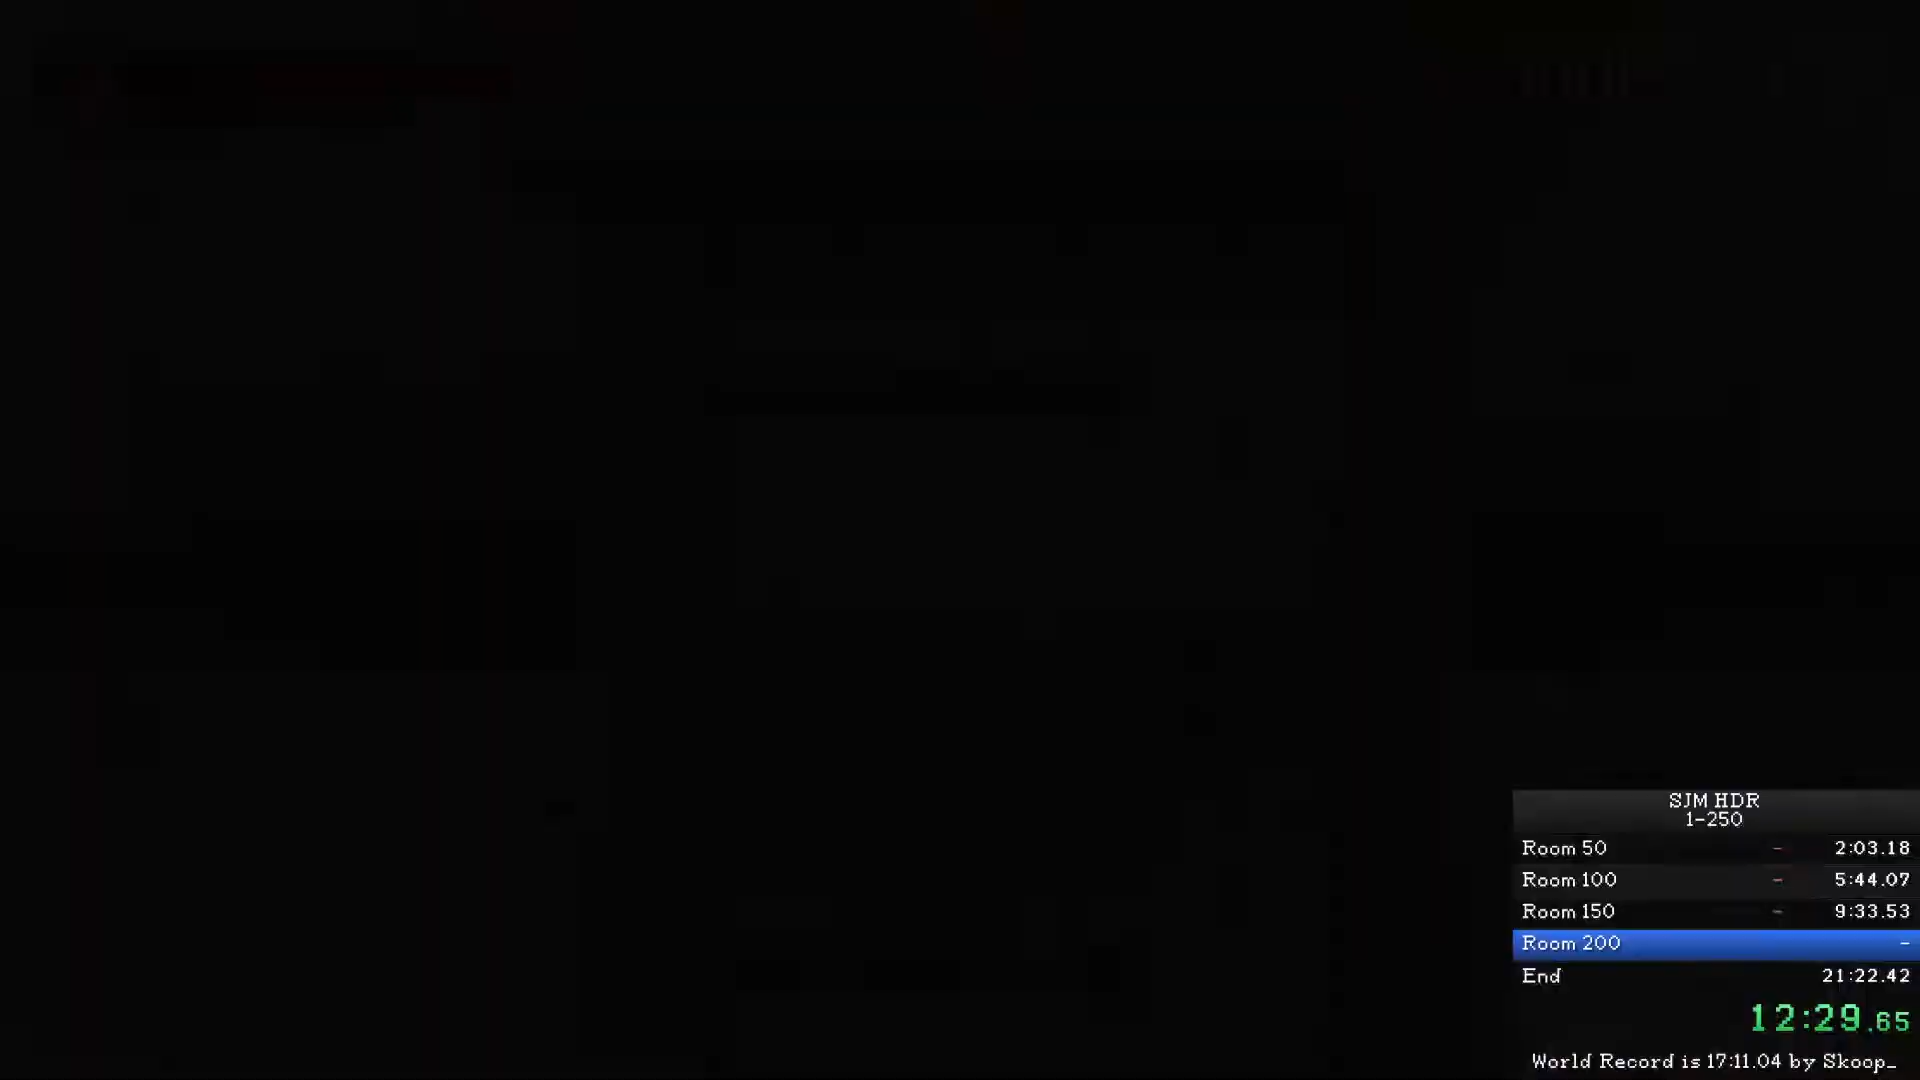 SJM HDR
1-250
Room 50 - 2:03.18
Room 100 - 5:44.07
Room 150 - 9:33.53
Room 200 -
End 21:22.42
12:29.65
World Record is 17:11.04 by Skoop_